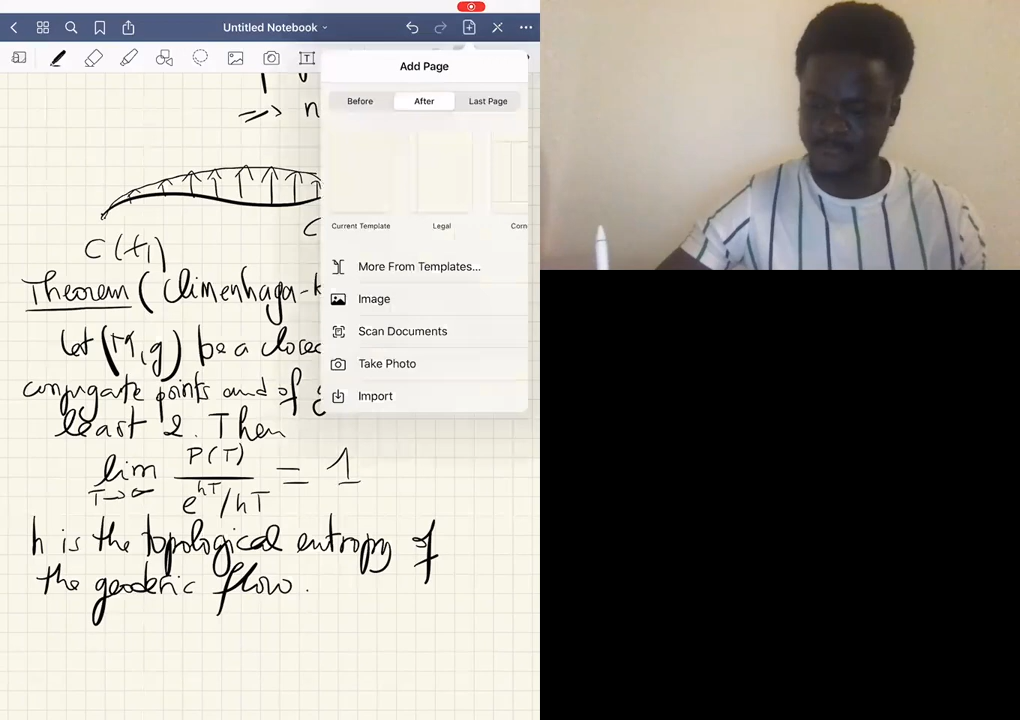 Untitled Notebook
Add Page
Before After Last Page
=> n
Current Template Legal Corn
C(t1)
More From Templates...
Theorem (Climenhaga-k
Image
Let (M,g) be a closed
Scan Documents
conjugate points and of g
Take Photo
Import
least 2. Then
lim T→∞ P(T) / e^hT/hT = 1
h is the topological entropy of
the geodesic flow.